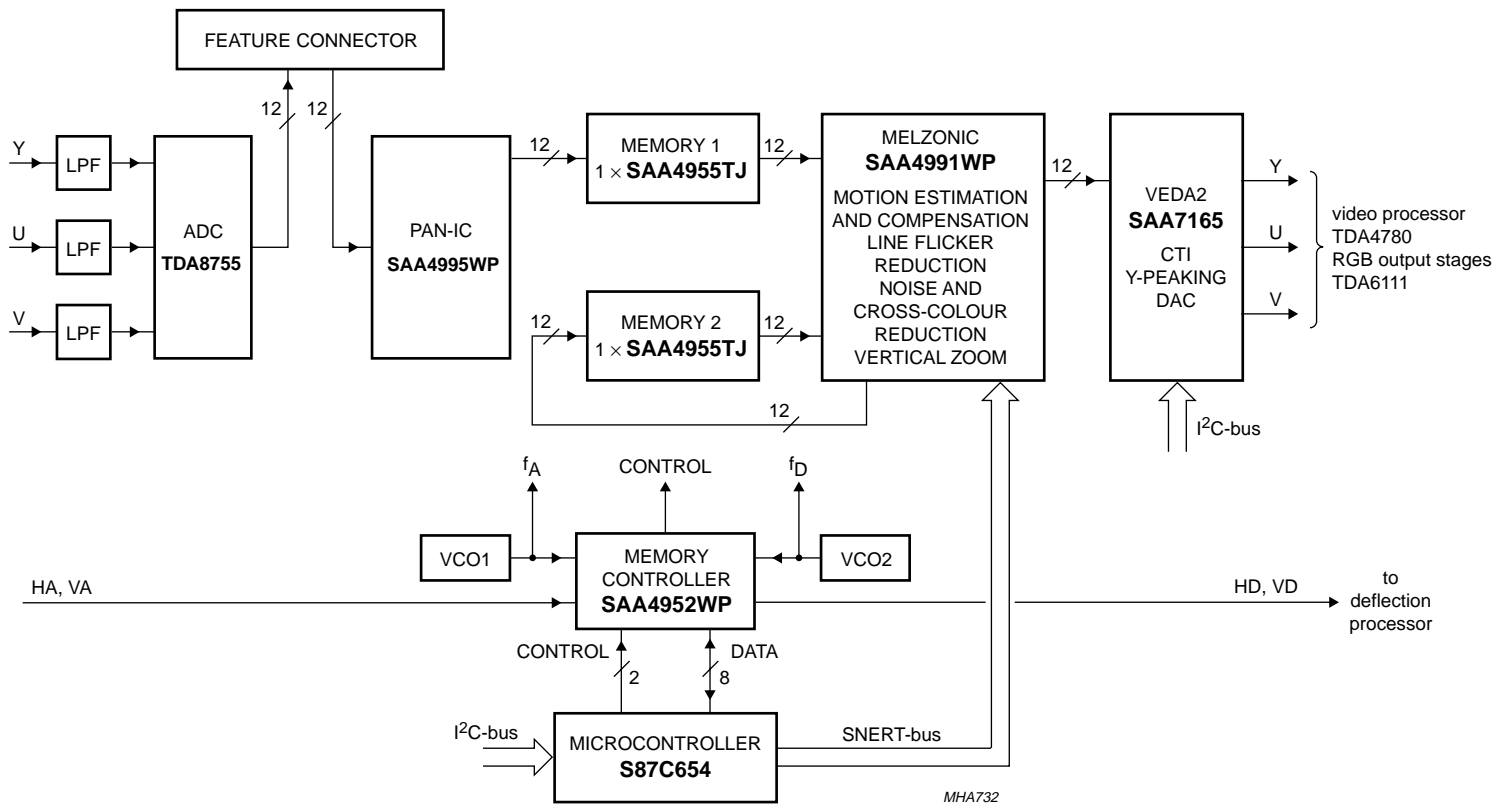 FEATURE CONNECTOR
12
12
Y
LPF
U
LPF
V
LPF
ADC
TDA8755
PAN-IC
SAA4995WP
12
MEMORY 1
1 × SAA4955TJ
12
12
MEMORY 2
1 × SAA4955TJ
12
12
MELZONIC
SAA4991WP
MOTION ESTIMATION
AND COMPENSATION
LINE FLICKER
REDUCTION
NOISE AND
CROSS-COLOUR
REDUCTION
VERTICAL ZOOM
12
VEDA2
SAA7165
CTI
Y-PEAKING
DAC
Y
U
V
video processor
TDA4780
RGB output stages
TDA6111
I2C-bus
fA
CONTROL
fD
VCO1
MEMORY
CONTROLLER
SAA4952WP
VCO2
HA, VA
HD, VD
to
deflection
processor
CONTROL
2
DATA
8
I2C-bus
MICROCONTROLLER
S87C654
SNERT-bus
MHA732